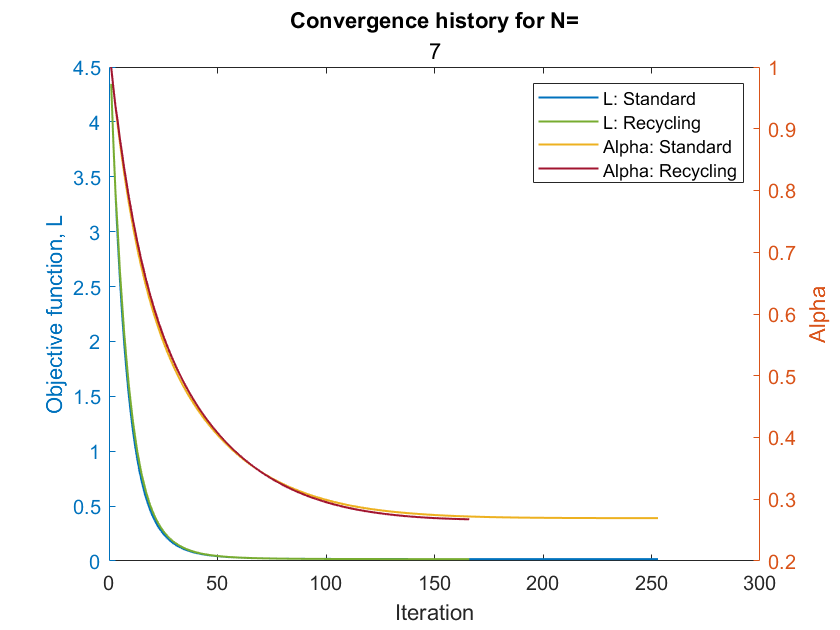 Convergence history for N=
7
4.5
4
3.5
3
2.5
2
1.5
1
0.5
0
Objective function, L
L: Standard
L: Recycling
Alpha: Standard
Alpha: Recycling
1
0.9
0.8
0.7
0.6
0.5
0.4
0.3
0.2
Alpha
0 50 100 150 200 250 300
Iteration